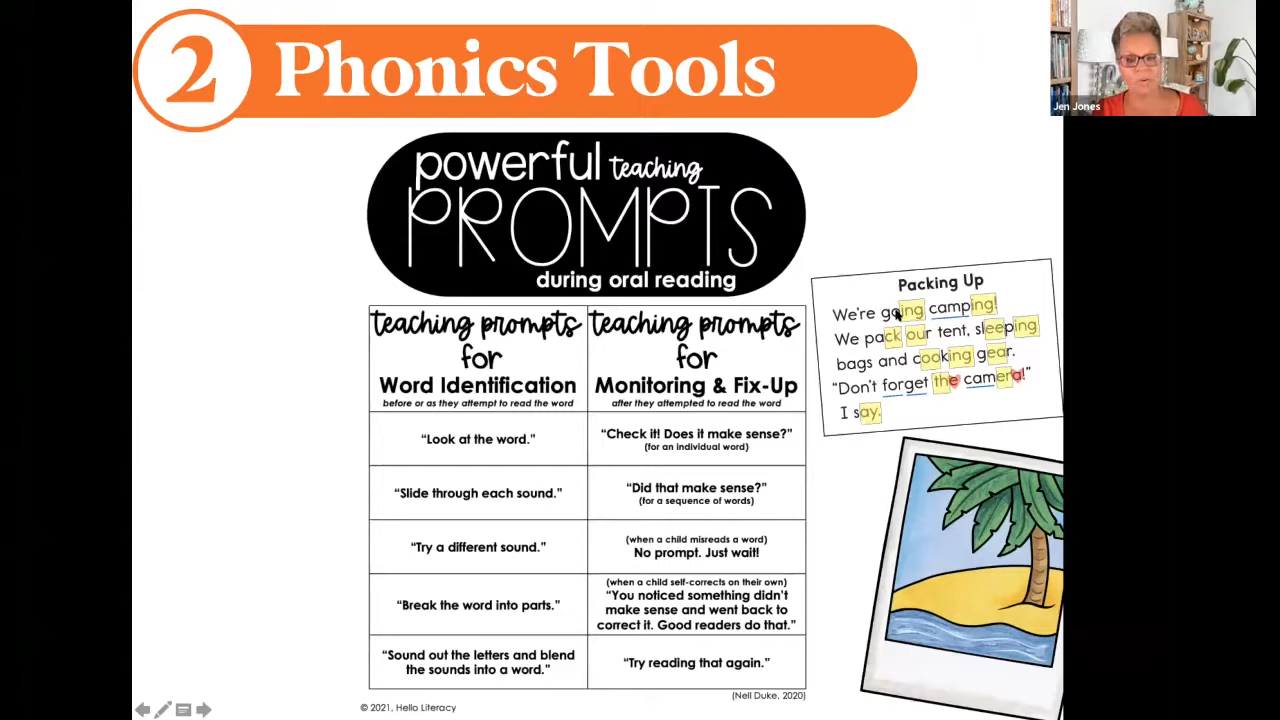 2 Phonics Tools
Jen Jones
powerful teaching
PROMPTS
during oral reading
teaching prompts
for
Word Identification
before or as they attempt to read the word
teaching prompts
for
Monitoring & Fix-Up
after they attempted to read the word
“Look at the word.”
“Check it! Does it make sense?”
(for an individual word)
“Slide through each sound.”
“Did that make sense?”
(for a sequence of words)
“Try a different sound.”
(when a child misreads a word)
No prompt. Just wait!
“Break the word into parts.”
(when a child self-corrects on their own)
“You noticed something didn’t
make sense and went back to
correct it. Good readers do that.”
“Sound out the letters and blend
the sounds into a word.”
“Try reading that again.”
(Nell Duke, 2020)
© 2021, Hello Literacy
Packing Up
We’re going camping!
We pack our tent, sleeping
bags and cooking gear.
“Don’t forget the camera!”
I say.